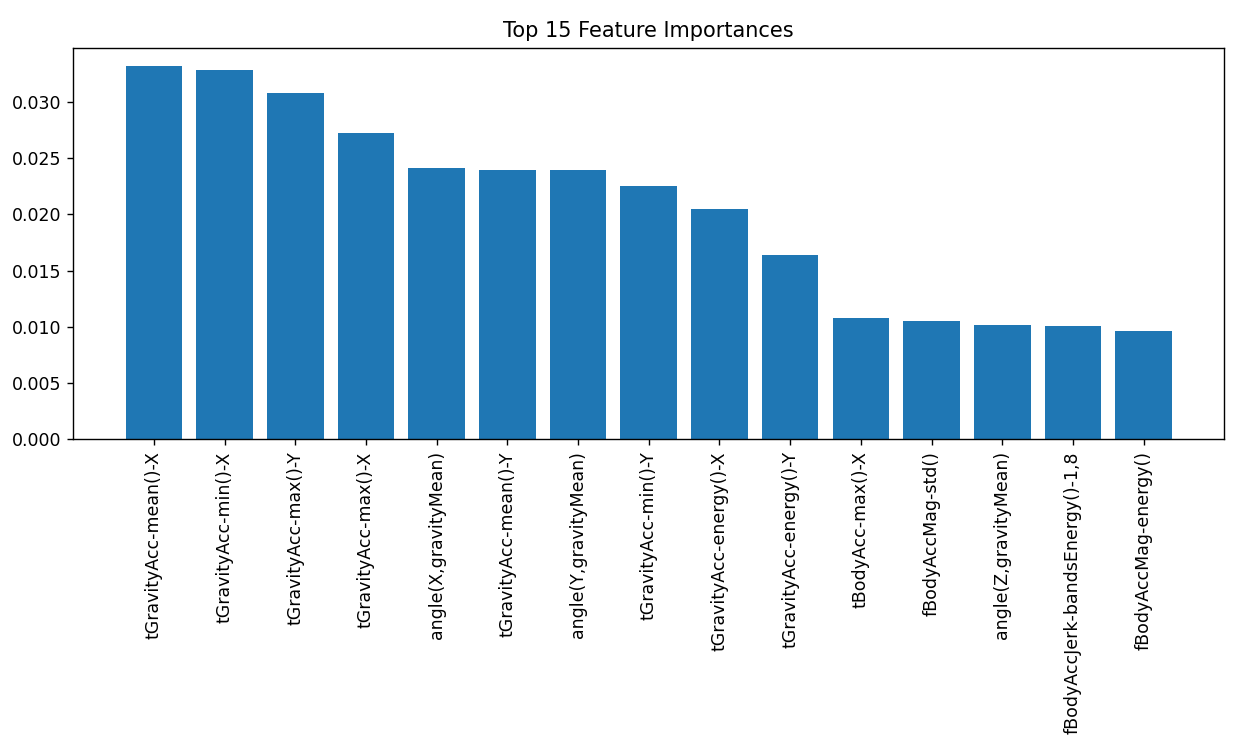 Top 15 Feature Importances
0.030
0.025
0.020
0.015
0.010
0.005
0.000
tGravityAcc-mean()-X
tGravityAcc-min()-X
tGravityAcc-max()-Y
tGravityAcc-max()-X
angle(X,gravityMean)
tGravityAcc-mean()-Y
angle(Y,gravityMean)
tGravityAcc-min()-Y
tGravityAcc-energy()-X
tGravityAcc-energy()-Y
tBodyAcc-max()-X
fBodyAccMag-std()
angle(Z,gravityMean)
fBodyAccJerk-bandsEnergy()-1,8
fBodyAccMag-energy()